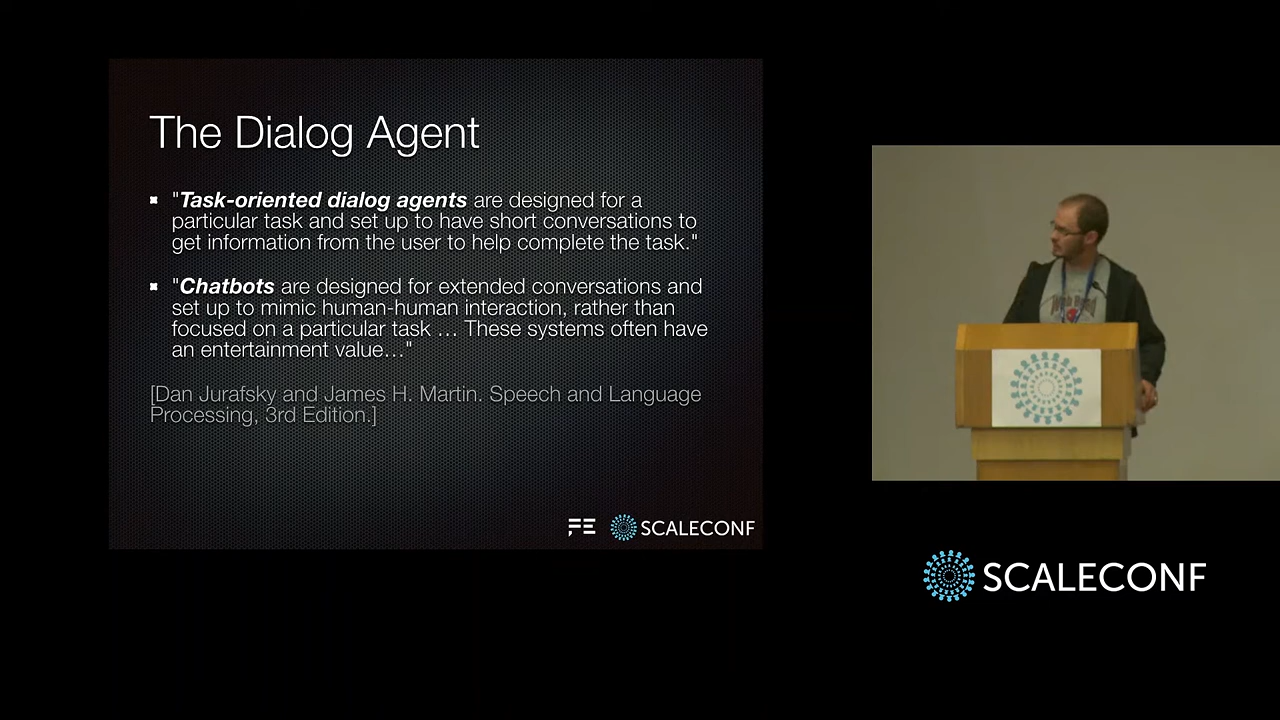 The Dialog Agent
"Task-oriented dialog agents are designed for a
particular task and set up to have short conversations to
get information from the user to help complete the task."
"Chatbots are designed for extended conversations and
set up to mimic human-human interaction, rather than
focused on a particular task … These systems often have
an entertainment value…"
[Dan Jurafsky and James H. Martin. Speech and Language
Processing, 3rd Edition.]
SCALECONF
SCALECONF